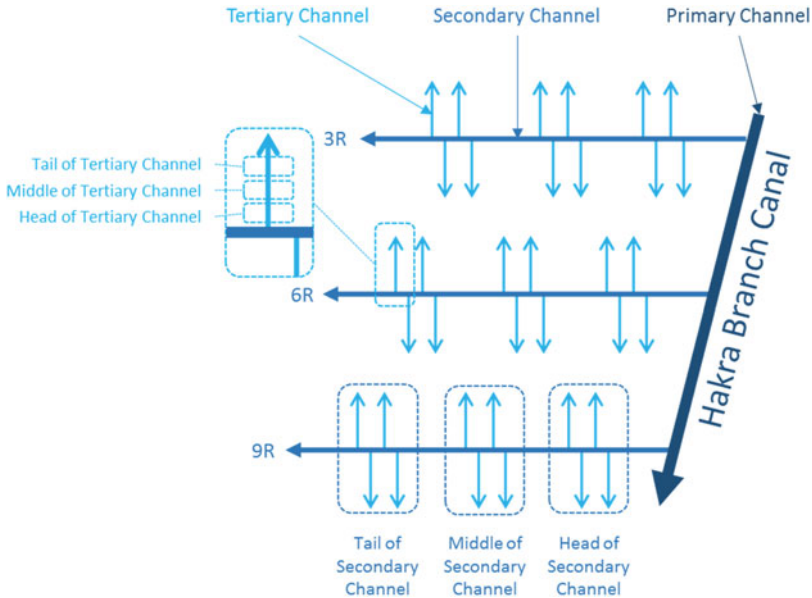 Tertiary Channel
Secondary Channel
Primary Channel
3R
Tail of Tertiary Channel
Middle of Tertiary Channel
Head of Tertiary Channel
6R
Hakra Branch Canal
9R
Tail of
Secondary
Channel
Middle of
Secondary
Channel
Head of
Secondary
Channel